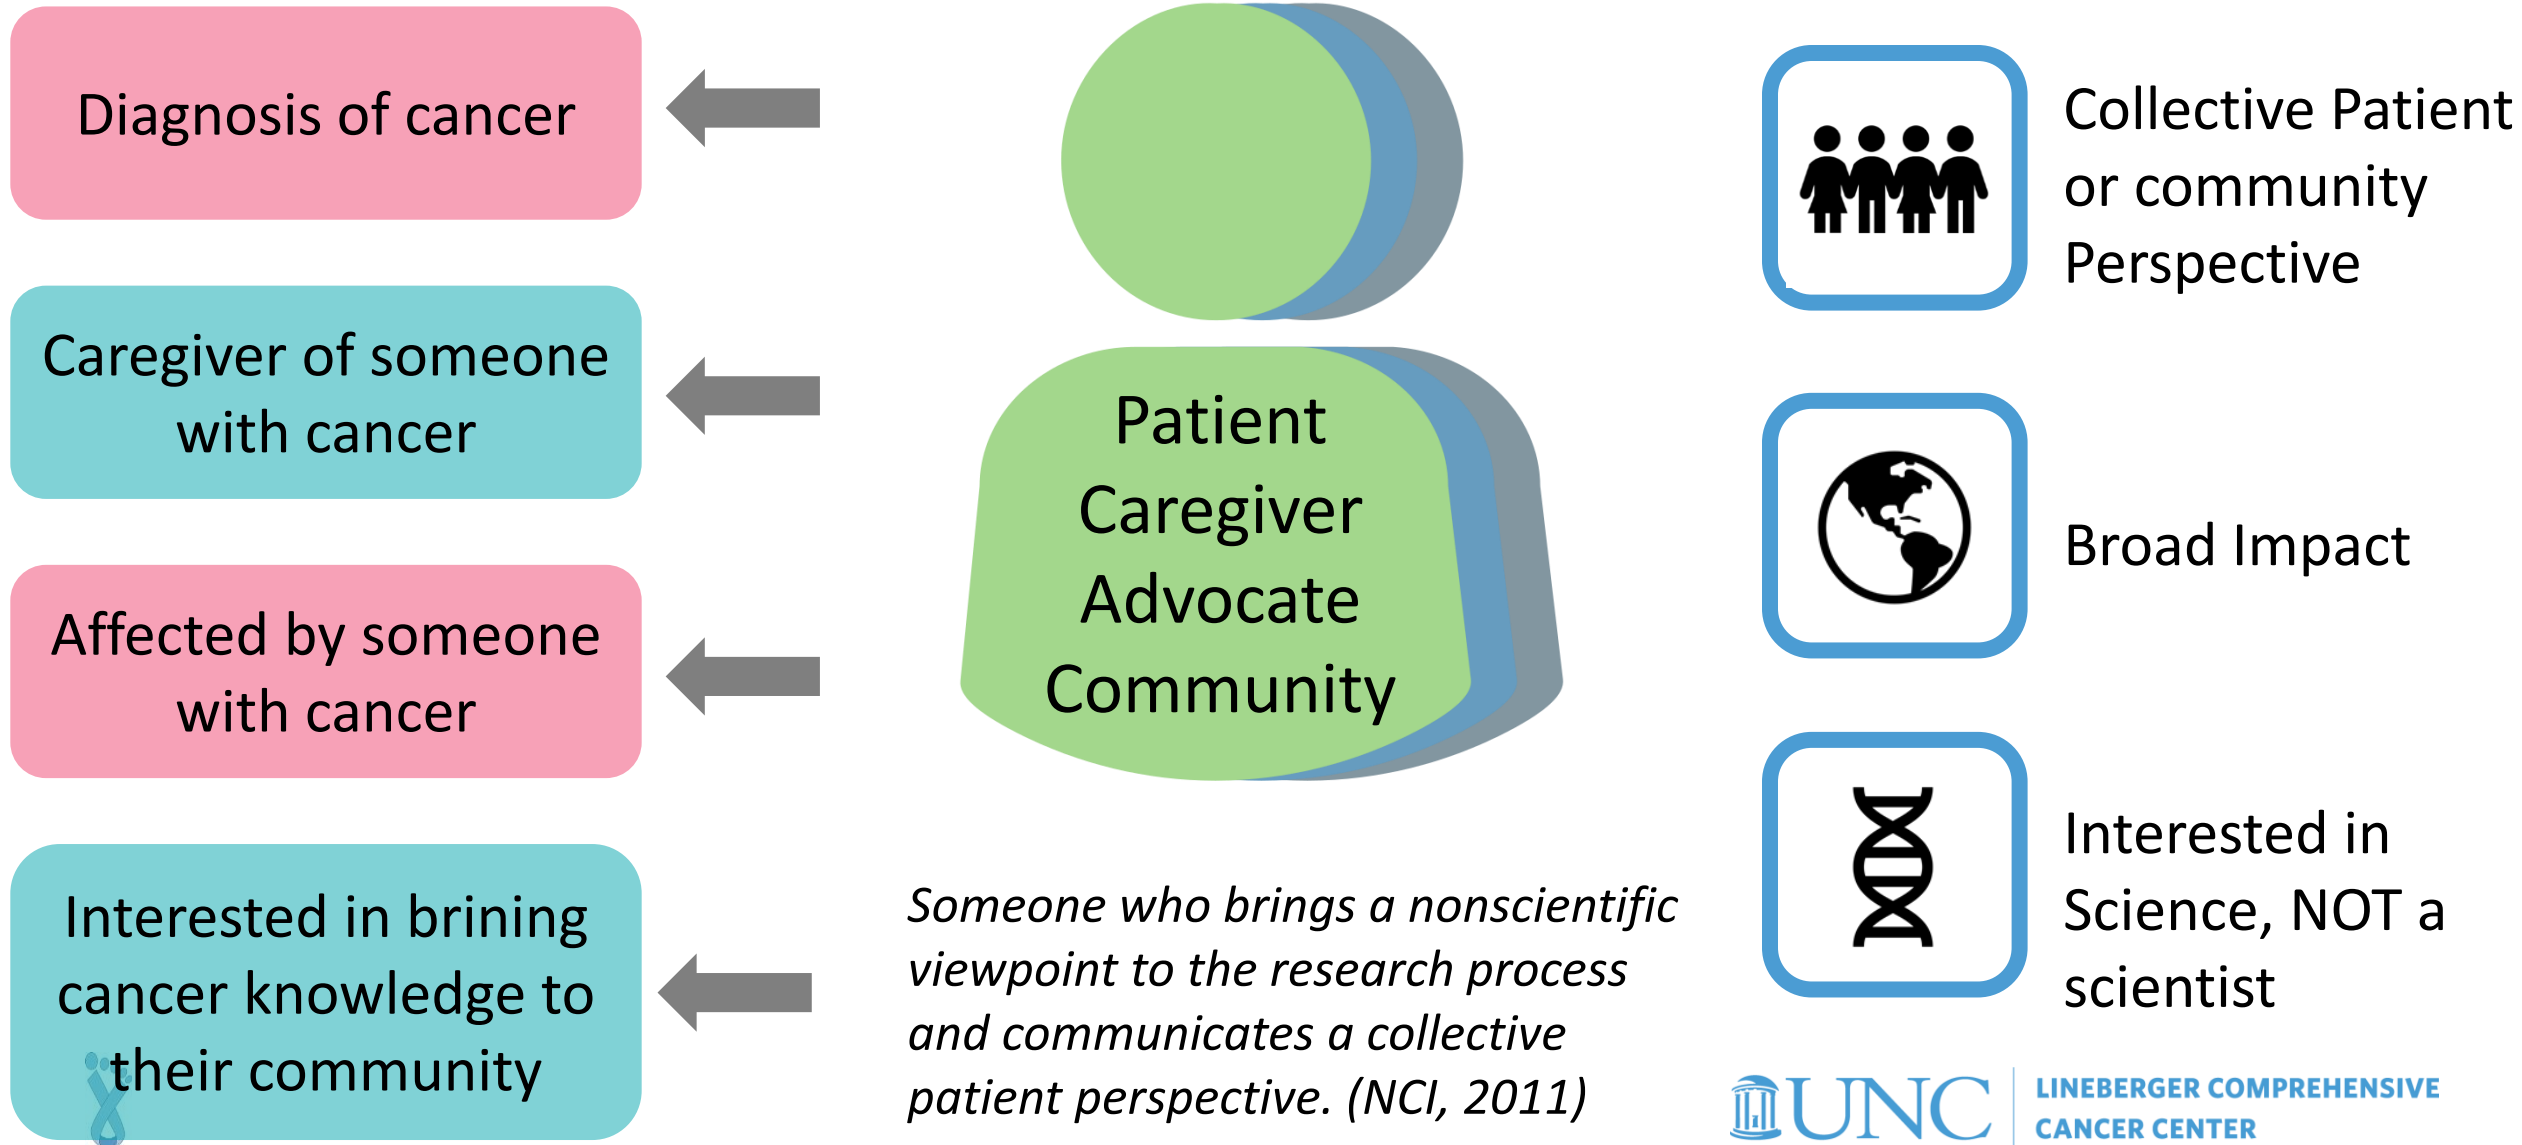 Diagnosis of cancer
Caregiver of someone
with cancer
Affected by someone
with cancer
Interested in brining
cancer knowledge to
their community
Patient
Caregiver
Advocate
Community
Someone who brings a nonscientific
viewpoint to the research process
and communicates a collective
patient perspective. (NCI, 2011)
Collective Patient
or community
Perspective
Broad Impact
Interested in
Science, NOT a
scientist
UNC
LINEBERGER COMPREHENSIVE
CANCER CENTER